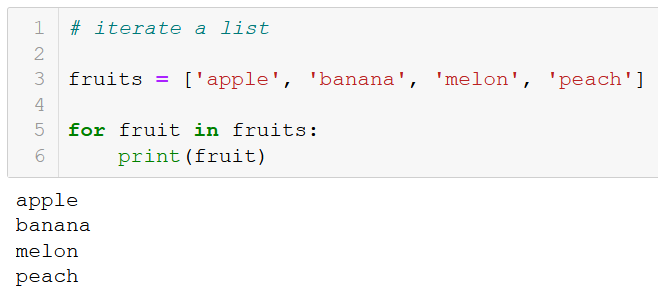 1 # iterate a list
2
3 fruits = ['apple', 'banana', 'melon', 'peach']
4
5 for fruit in fruits:
6     print(fruit)
apple
banana
melon
peach